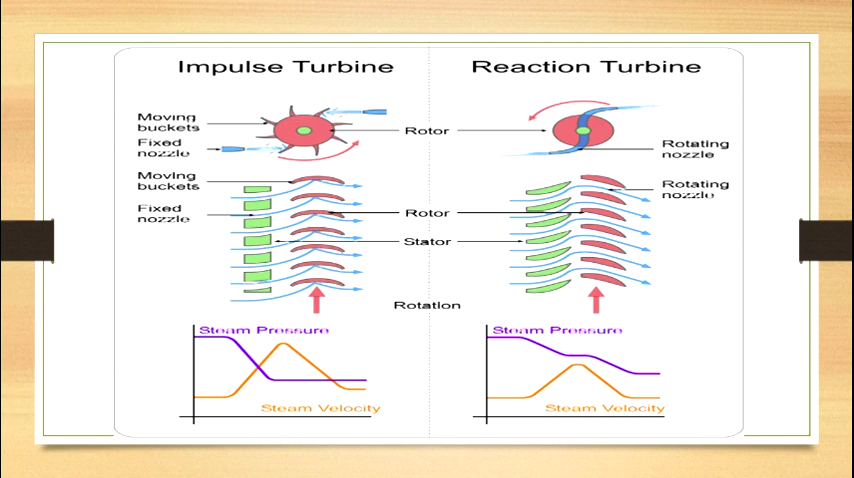 Impulse Turbine
Moving
buckets
Fixed
nozzle
Moving
buckets
Fixed
nozzle
Reaction Turbine
Rotor
Rotating
nozzle
Rotating
nozzle
Rotor
Stator
Rotation
Steam Pressure
Steam Velocity
Steam Pressure
Steam Velocity